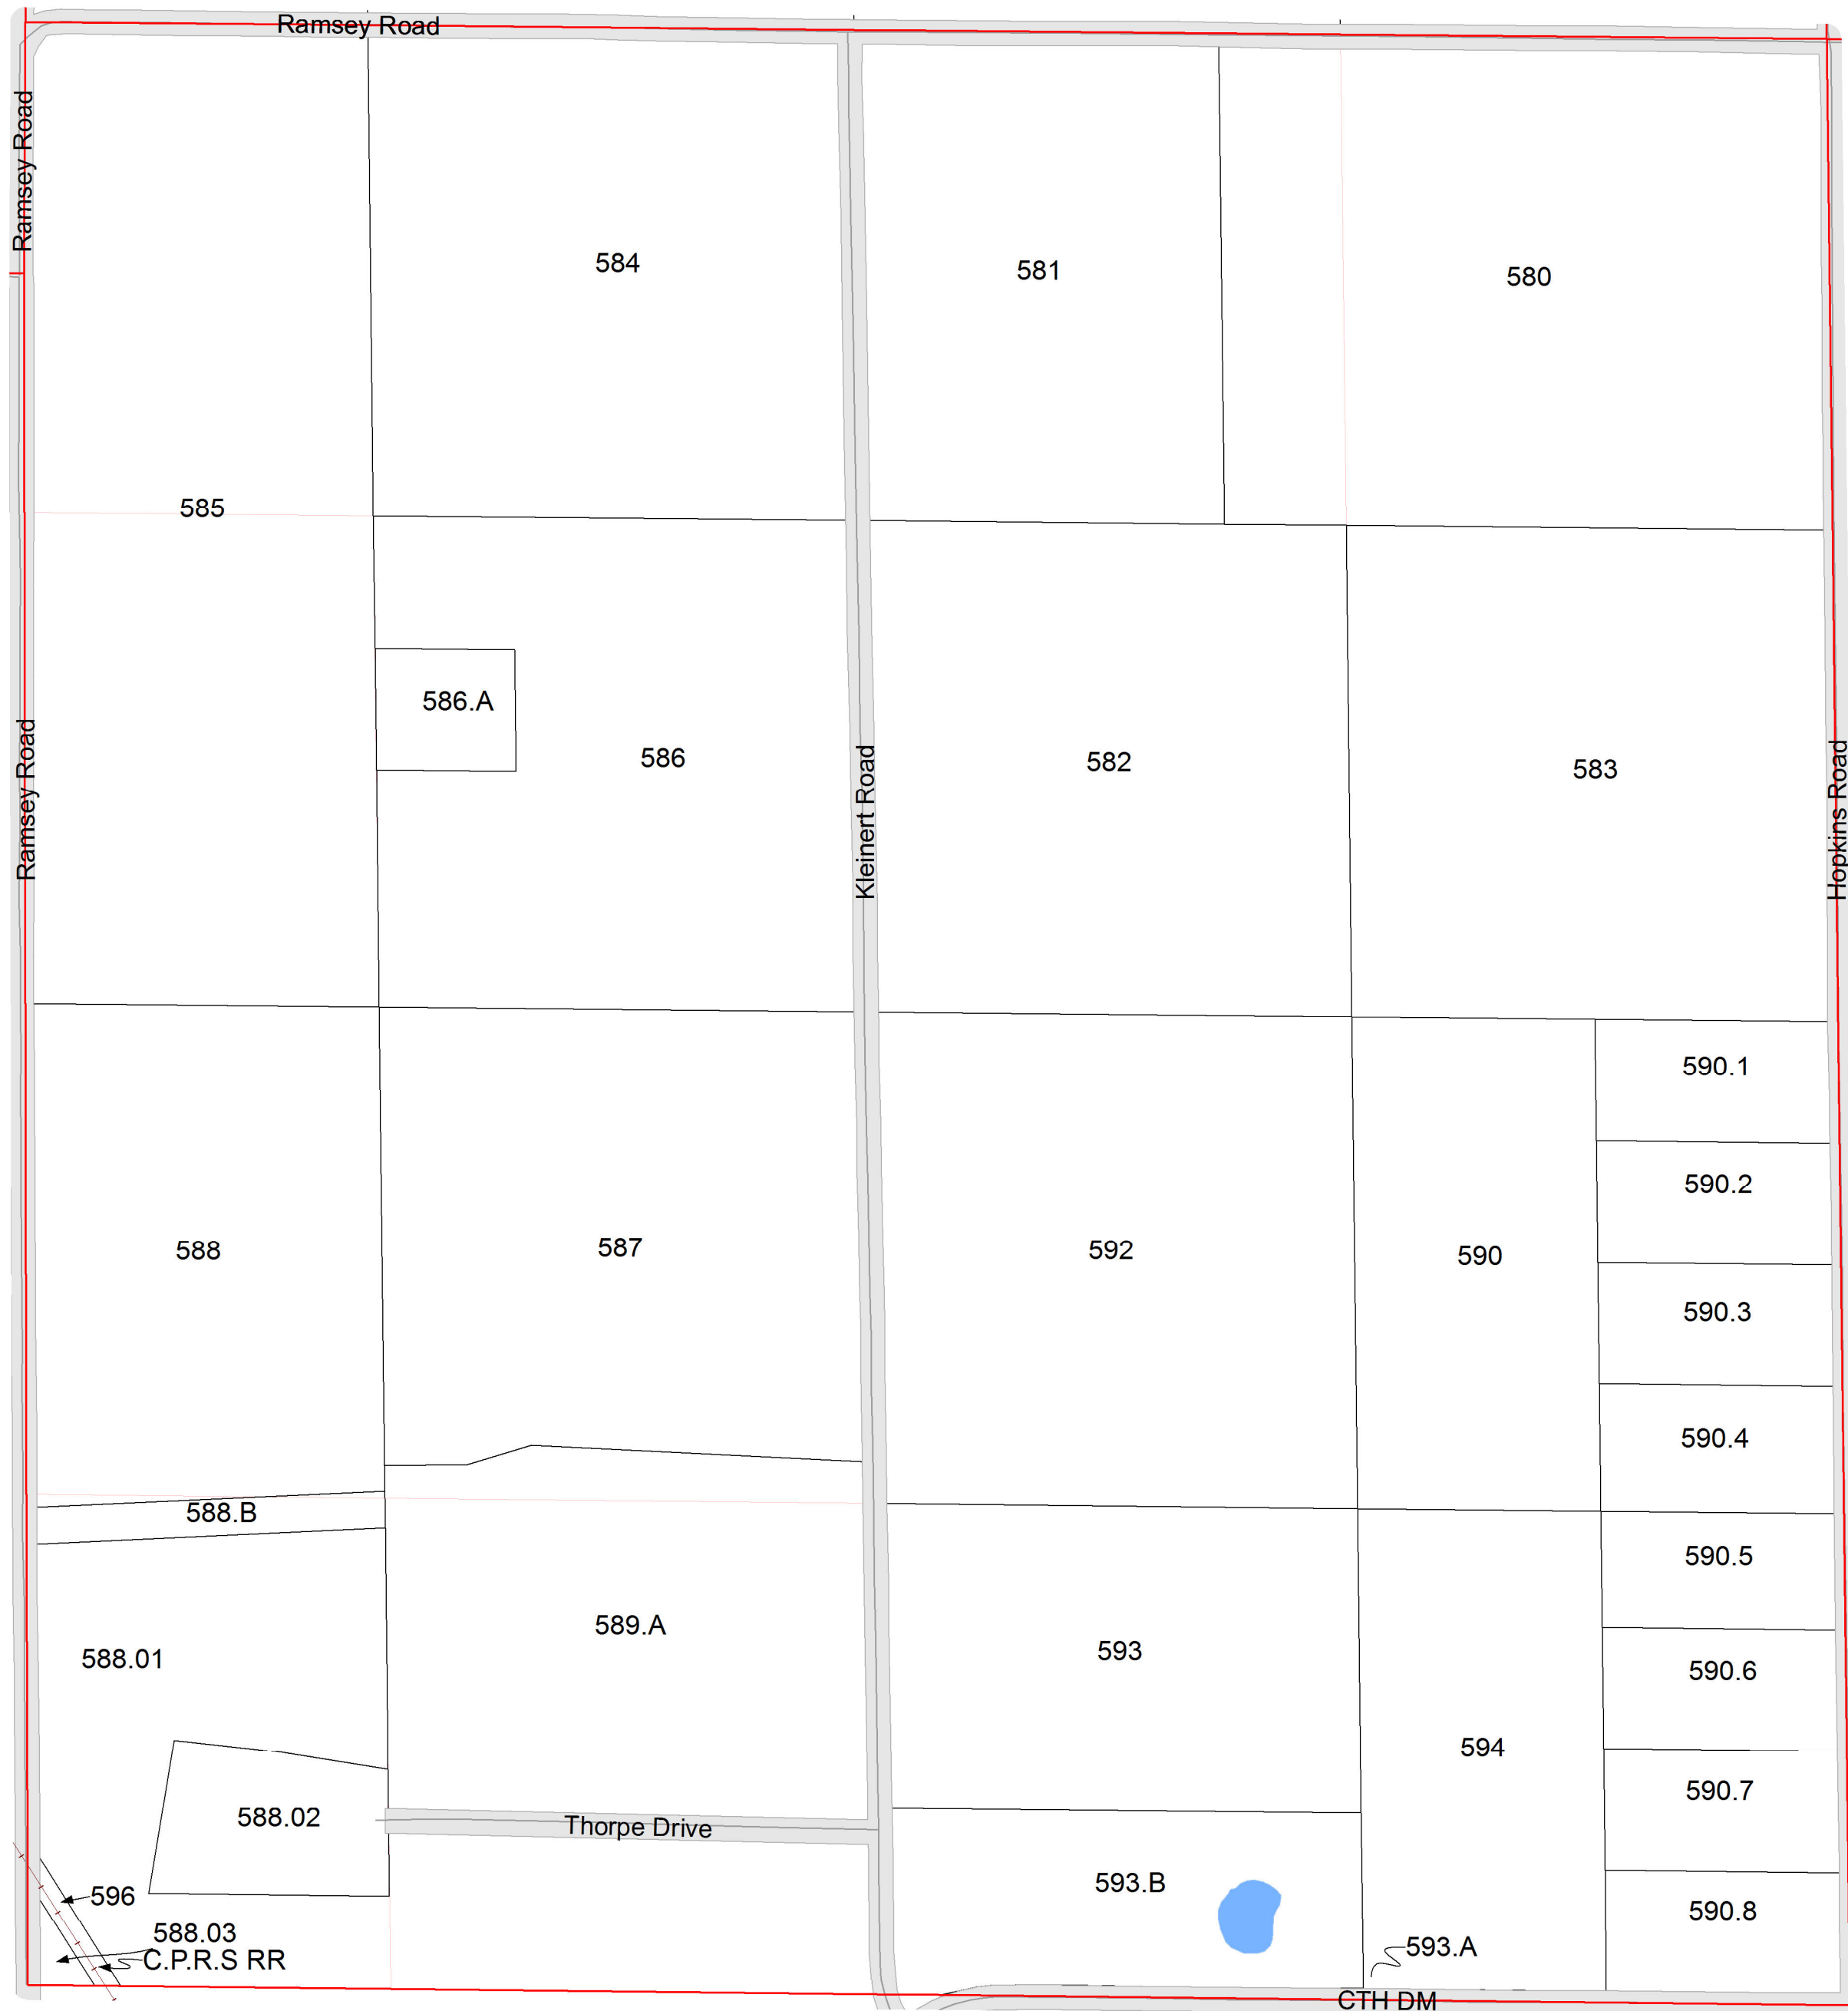 Ramsey Road
Ramsey Road
584
581
580
585
586.A
586
582
583
Ramsey Road
Kleinert Road
Hopkins Road
590.1
590.2
588
587
592
590
590.3
590.4
588.B
590.5
589.A
593
588.01
590.6
594
590.7
588.02
Thorpe Drive
593.B
596
590.8
588.03
593.A
C.P.R.S RR
CTH DM